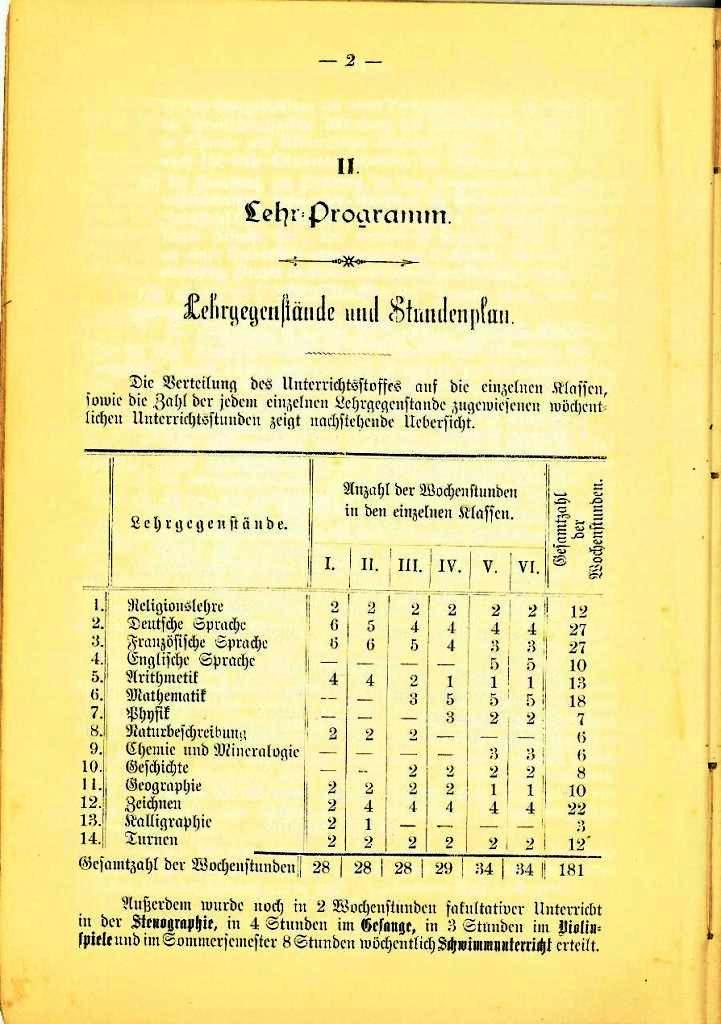 — 2 —
II.
Lehr-Programm.
Lehrgegenstände und Stundenplan.
Die Verteilung des Unterrichtsstoffes auf die einzelnen Klassen,
sowie die Zahl der jedem einzelnen Lehrgegenstande zugewiesenen wöchent-
lichen Unterrichtsstunden zeigt nachstehende Uebersicht.
Lehrgegenstände.
Anzahl der Wochenstunden
in den einzelnen Klassen.
Gesamtzahl
der
Wochenstunden.
I. II. III. IV. V. VI.
1. Religionslehre 2 2 2 2 2 2 12
2. Deutsche Sprache 6 5 4 4 4 4 27
3. Französische Sprache 6 6 5 4 3 3 27
4. Englische Sprache — — — — 5 5 10
5. Arithmetik 4 4 2 1 1 1 13
6. Mathematik — — 3 5 5 5 18
7. Physik — — — 3 2 2 7
8. Naturbeschreibung 2 2 2 — — — 6
9. Chemie und Mineralogie — — — — 3 3 6
10. Geschichte — — 2 2 2 2 8
11. Geographie 2 2 2 2 1 1 10
12. Zeichnen 2 4 4 4 4 4 22
13. Kalligraphie 2 1 — — — — 3
14. Turnen 2 2 2 2 2 2 12
Gesamtzahl der Wochenstunden 28 28 28 29 34 34 181
Außerdem wurde noch in 2 Wochenstunden fakultativer Unterricht
in der Stenographie, in 4 Stunden im Gesange, in 3 Stunden im Violin-
spiele und im Sommersemester 8 Stunden wöchentlich Schwimmunterricht erteilt.